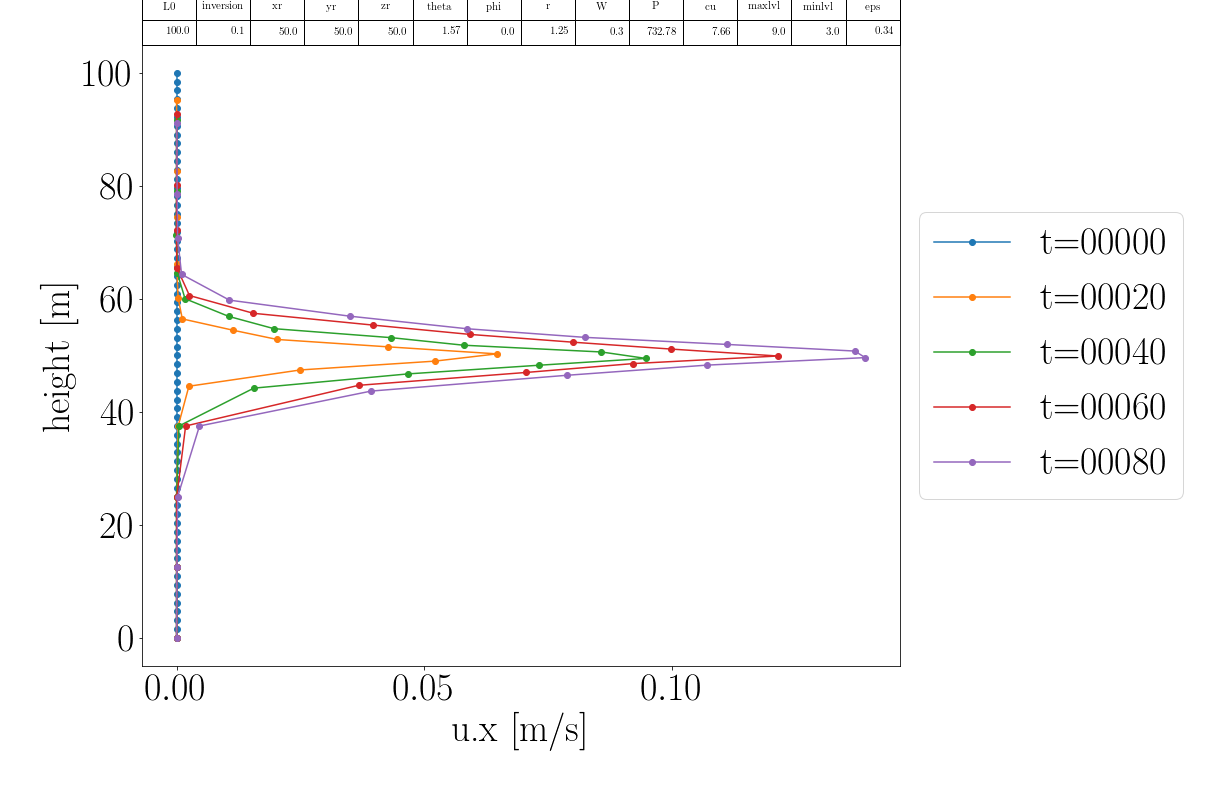 L0 inversion xr yr zr theta phi r W P cu maxlvl minlvl eps
100.0 0.1 50.0 50.0 50.0 1.57 0.0 1.25 0.3 732.78 7.66 9.0 3.0 0.34
100
80
60
40
20
0
height [m]
0.00 0.05 0.10
u.x [m/s]
t=00000
t=00020
t=00040
t=00060
t=00080